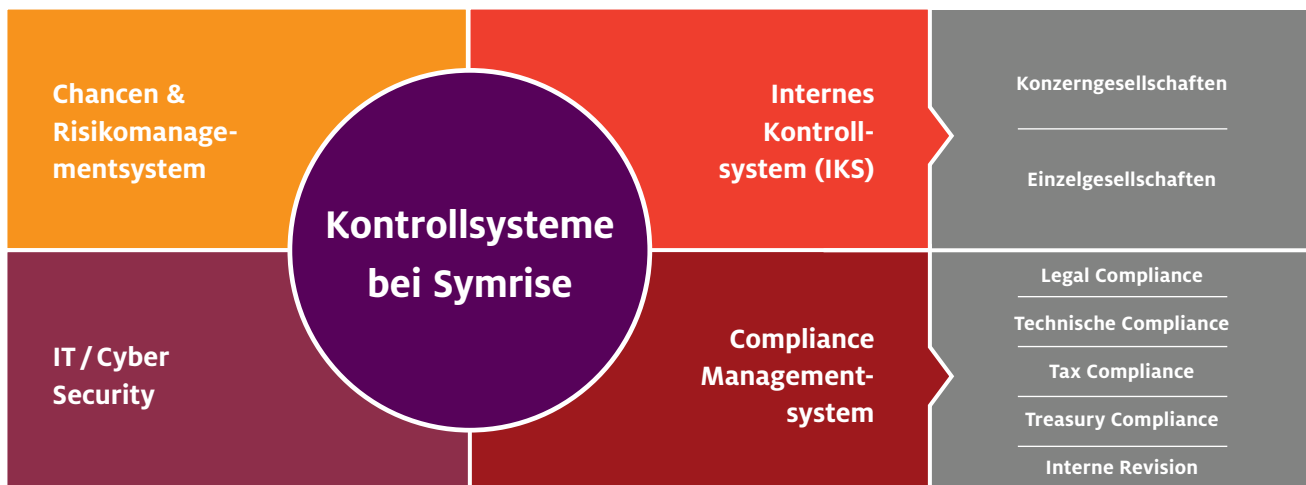 Chancen &
Risikomanage-
mentsystem
Internes
Kontroll-
system (IKS)
Konzerngesellschaften
Einzelgesellschaften
Kontrollsysteme
bei Symrise
IT / Cyber
Security
Compliance
Management-
system
Legal Compliance
Technische Compliance
Tax Compliance
Treasury Compliance
Interne Revision